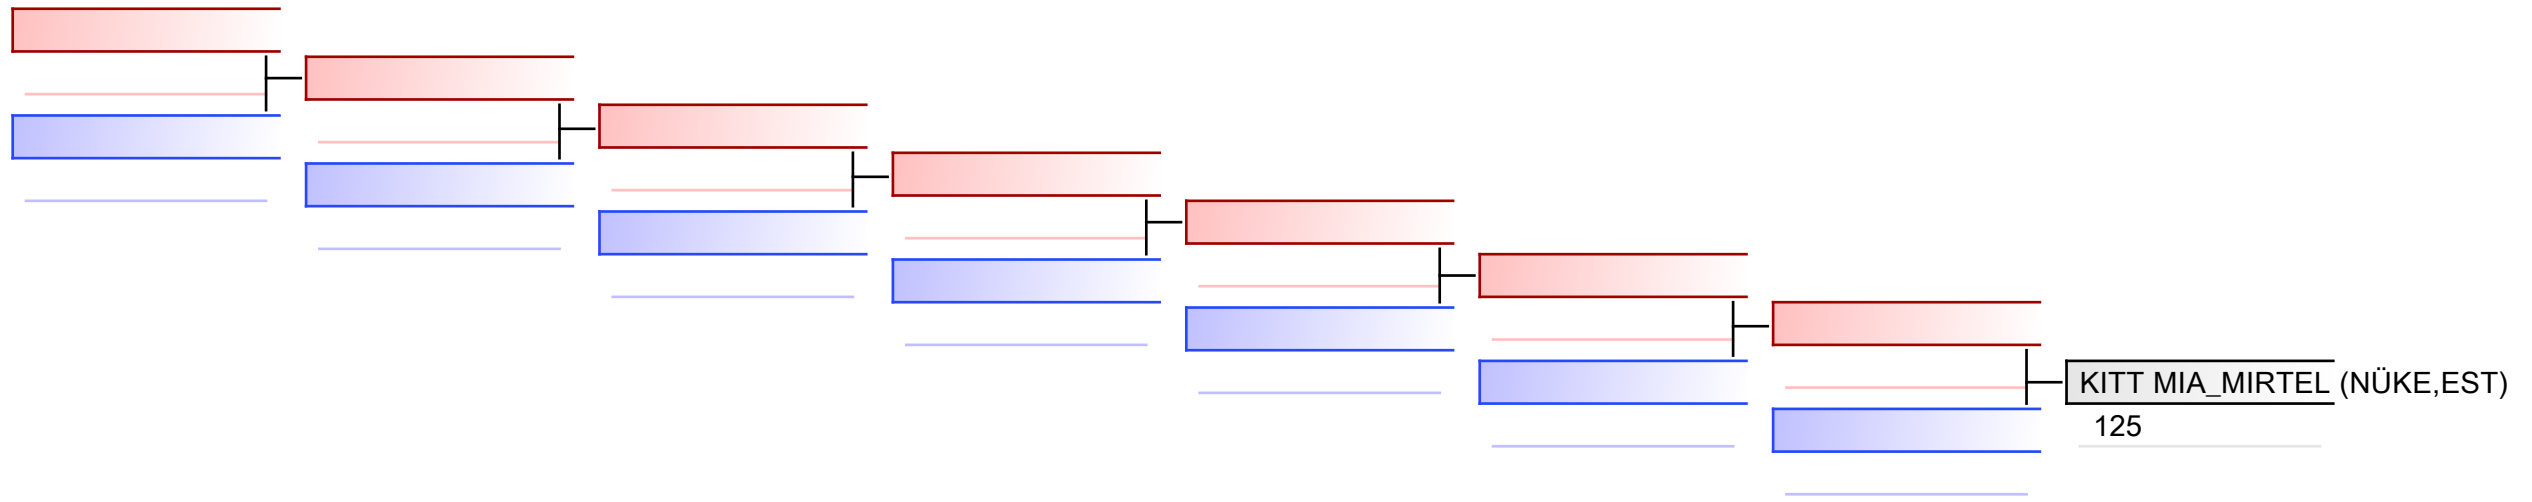 KITT MIA_MIRTEL (NÜKE,EST)
125